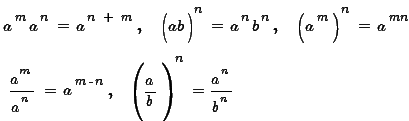 a^m a^n = a^(n + m), (ab)^n = a^n b^n, (a^m)^n = a^(mn)
a^m/a^n = a^(m-n), (a/b)^n = a^n/b^n